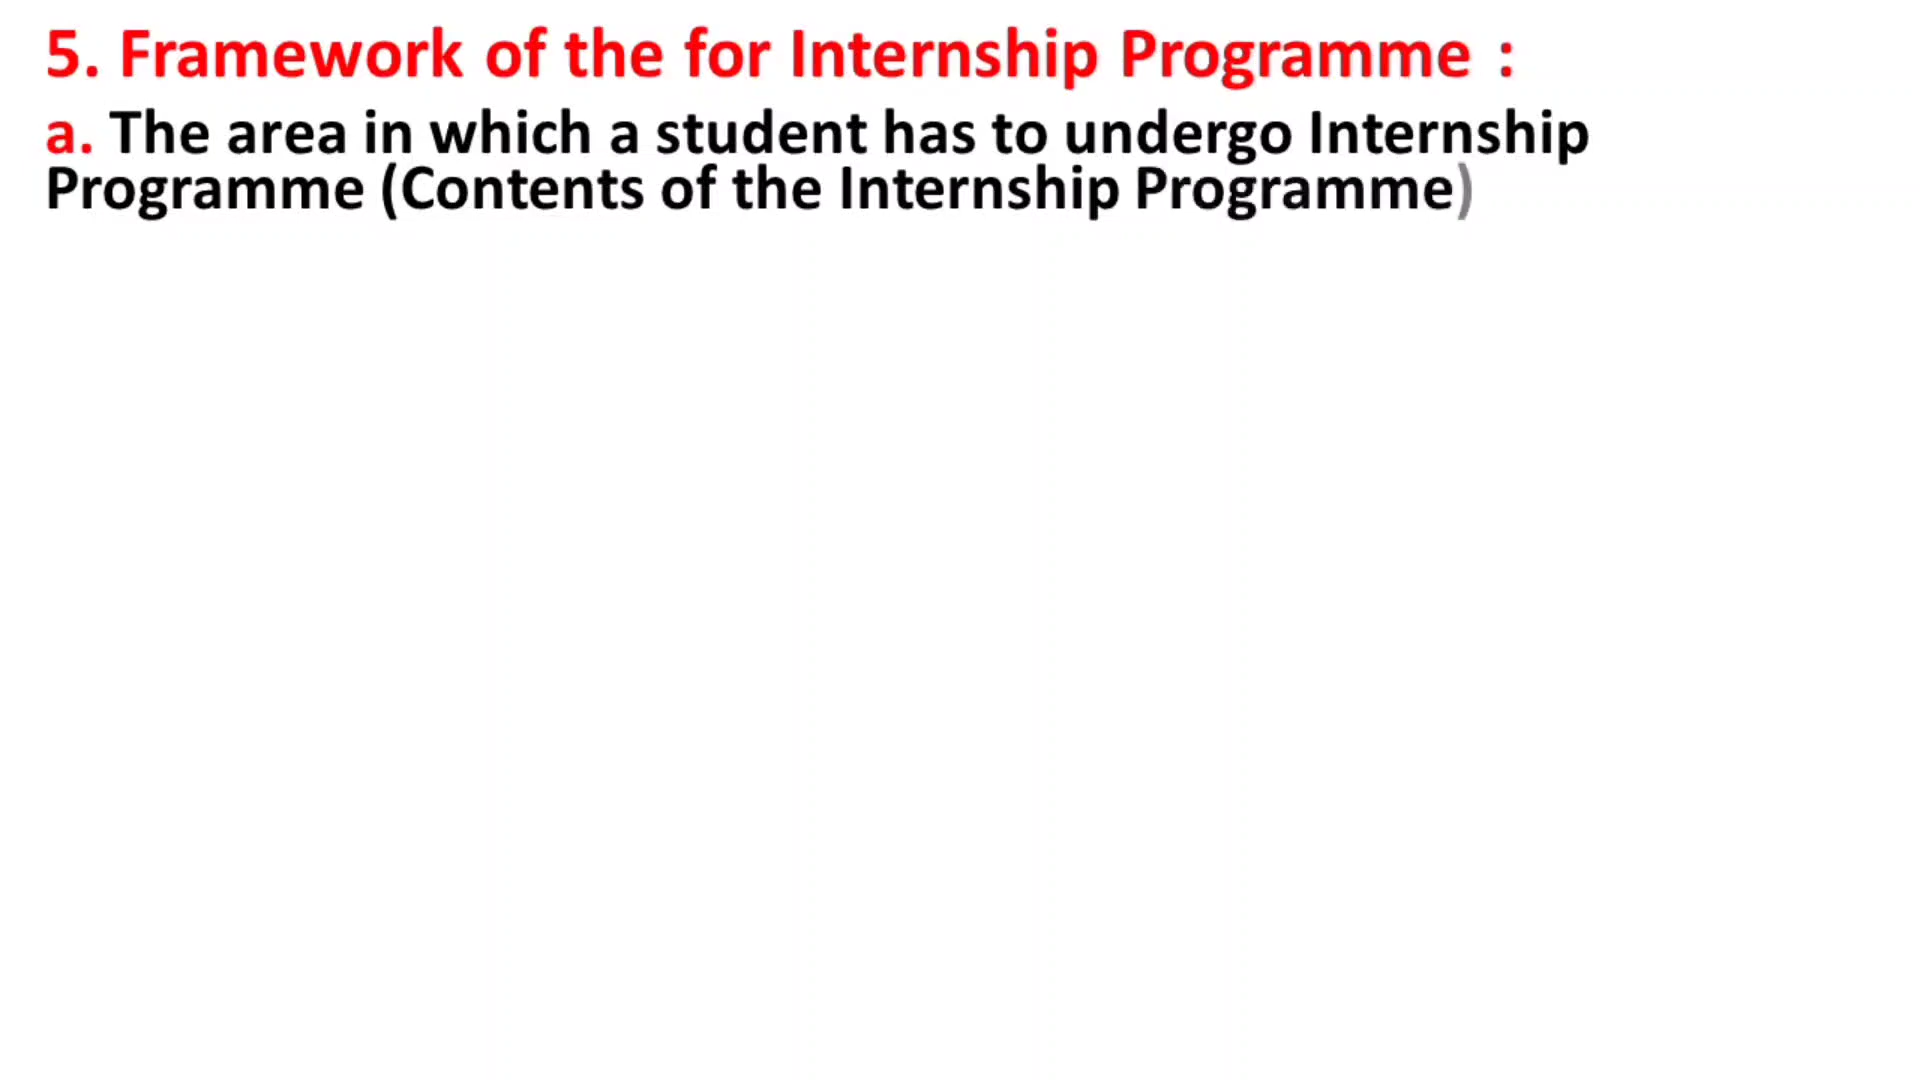 5. Framework of the for Internship Programme :
a. The area in which a student has to undergo Internship
Programme (Contents of the Internship Programme)